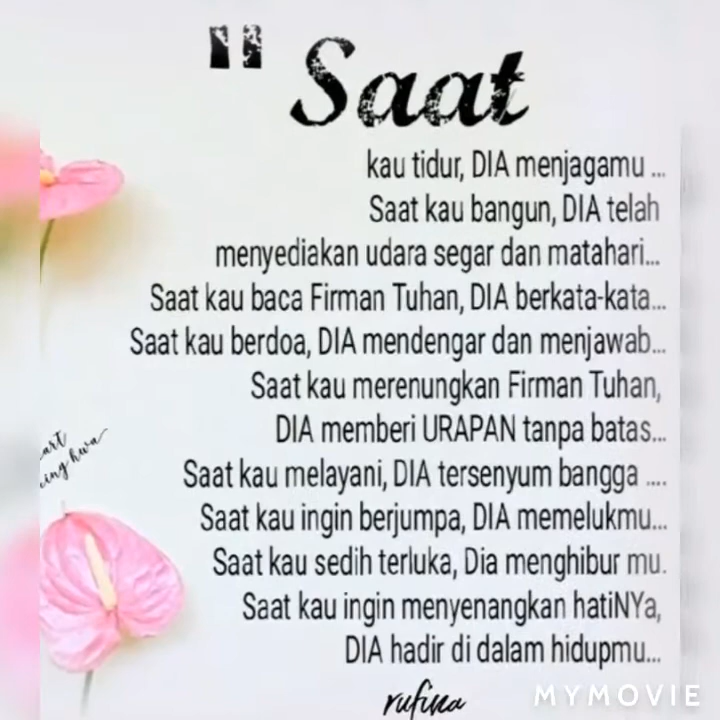 " Saat
kau tidur, DIA menjagamu ...
Saat kau bangun, DIA telah
menyediakan udara segar dan matahari...
Saat kau baca Firman Tuhan, DIA berkata-kata...
Saat kau berdoa, DIA mendengar dan menjawab...
Saat kau merenungkan Firman Tuhan,
DIA memberi URAPAN tanpa batas...
Saat kau melayani, DIA tersenyum bangga ....
Saat kau ingin berjumpa, DIA memelukmu...
Saat kau sedih terluka, Dia menghibur mu.
Saat kau ingin menyenangkan hatiNYa,
DIA hadir di dalam hidupmu...
rufina
MYMOVIE